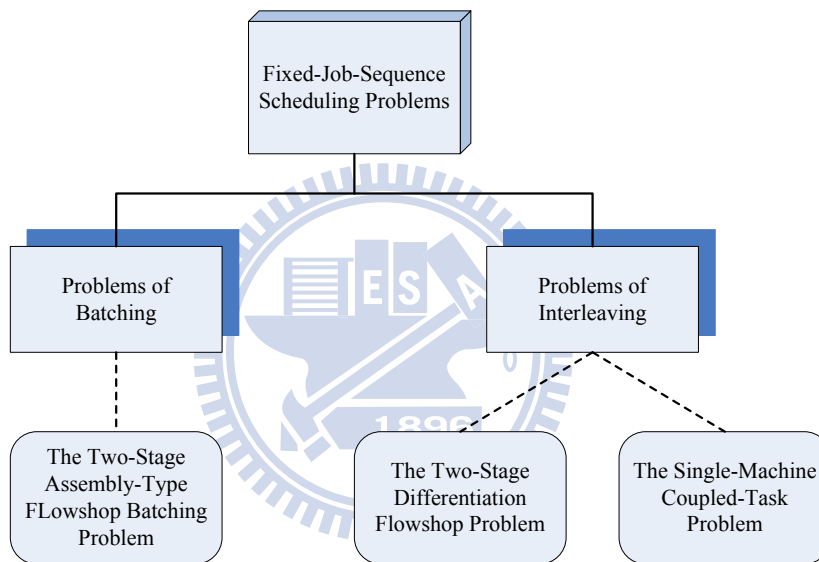 Fixed-Job-Sequence
Scheduling Problems
E S A
Problems of
Batching
Problems of
Interleaving
1896
The Two-Stage
Assembly-Type
FLowshop Batching
Problem
The Two-Stage
Differentiation
Flowshop Problem
The Single-Machine
Coupled-Task
Problem